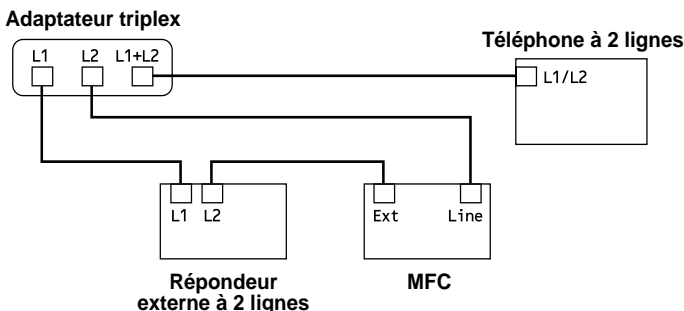 Adaptateur triplex
L1 L2 L1+L2
Téléphone à 2 lignes
L1/L2
L1 L2
Ext Line
Répondeur
externe à 2 lignes
MFC